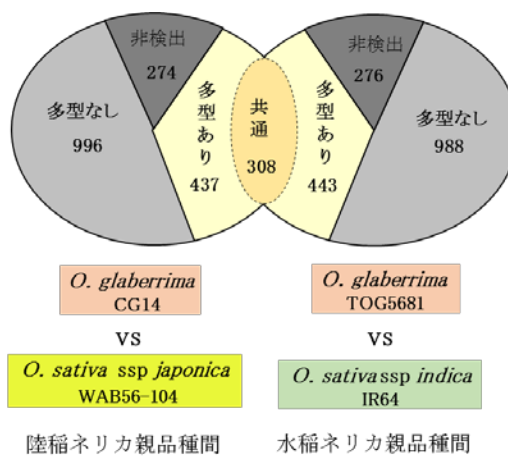 非検出
274
多型なし
996
多型あり
437
共通
308
非検出
276
多型あり
443
多型なし
988
O. glaberrima
CG14
vs
O. sativa ssp japonica
WAB56-104
陸稲ネリカ親品種間
O. glaberrima
TOG5681
vs
O. sativa ssp indica
IR64
水稲ネリカ親品種間